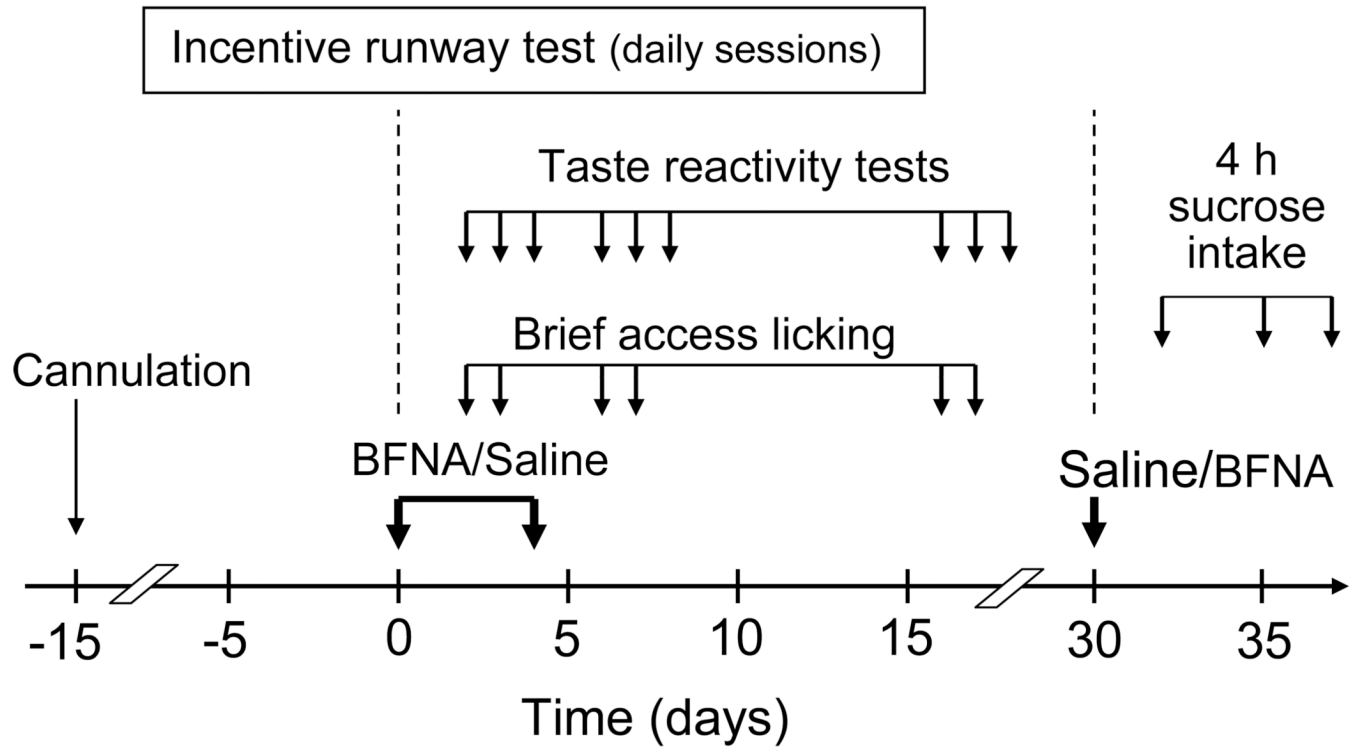 Incentive runway test (daily sessions)
Taste reactivity tests
4 h
sucrose
intake
Brief access licking
Cannulation
BFNA/Saline
Saline/BFNA
-15 -5 0 5 10 15 30 35
Time (days)